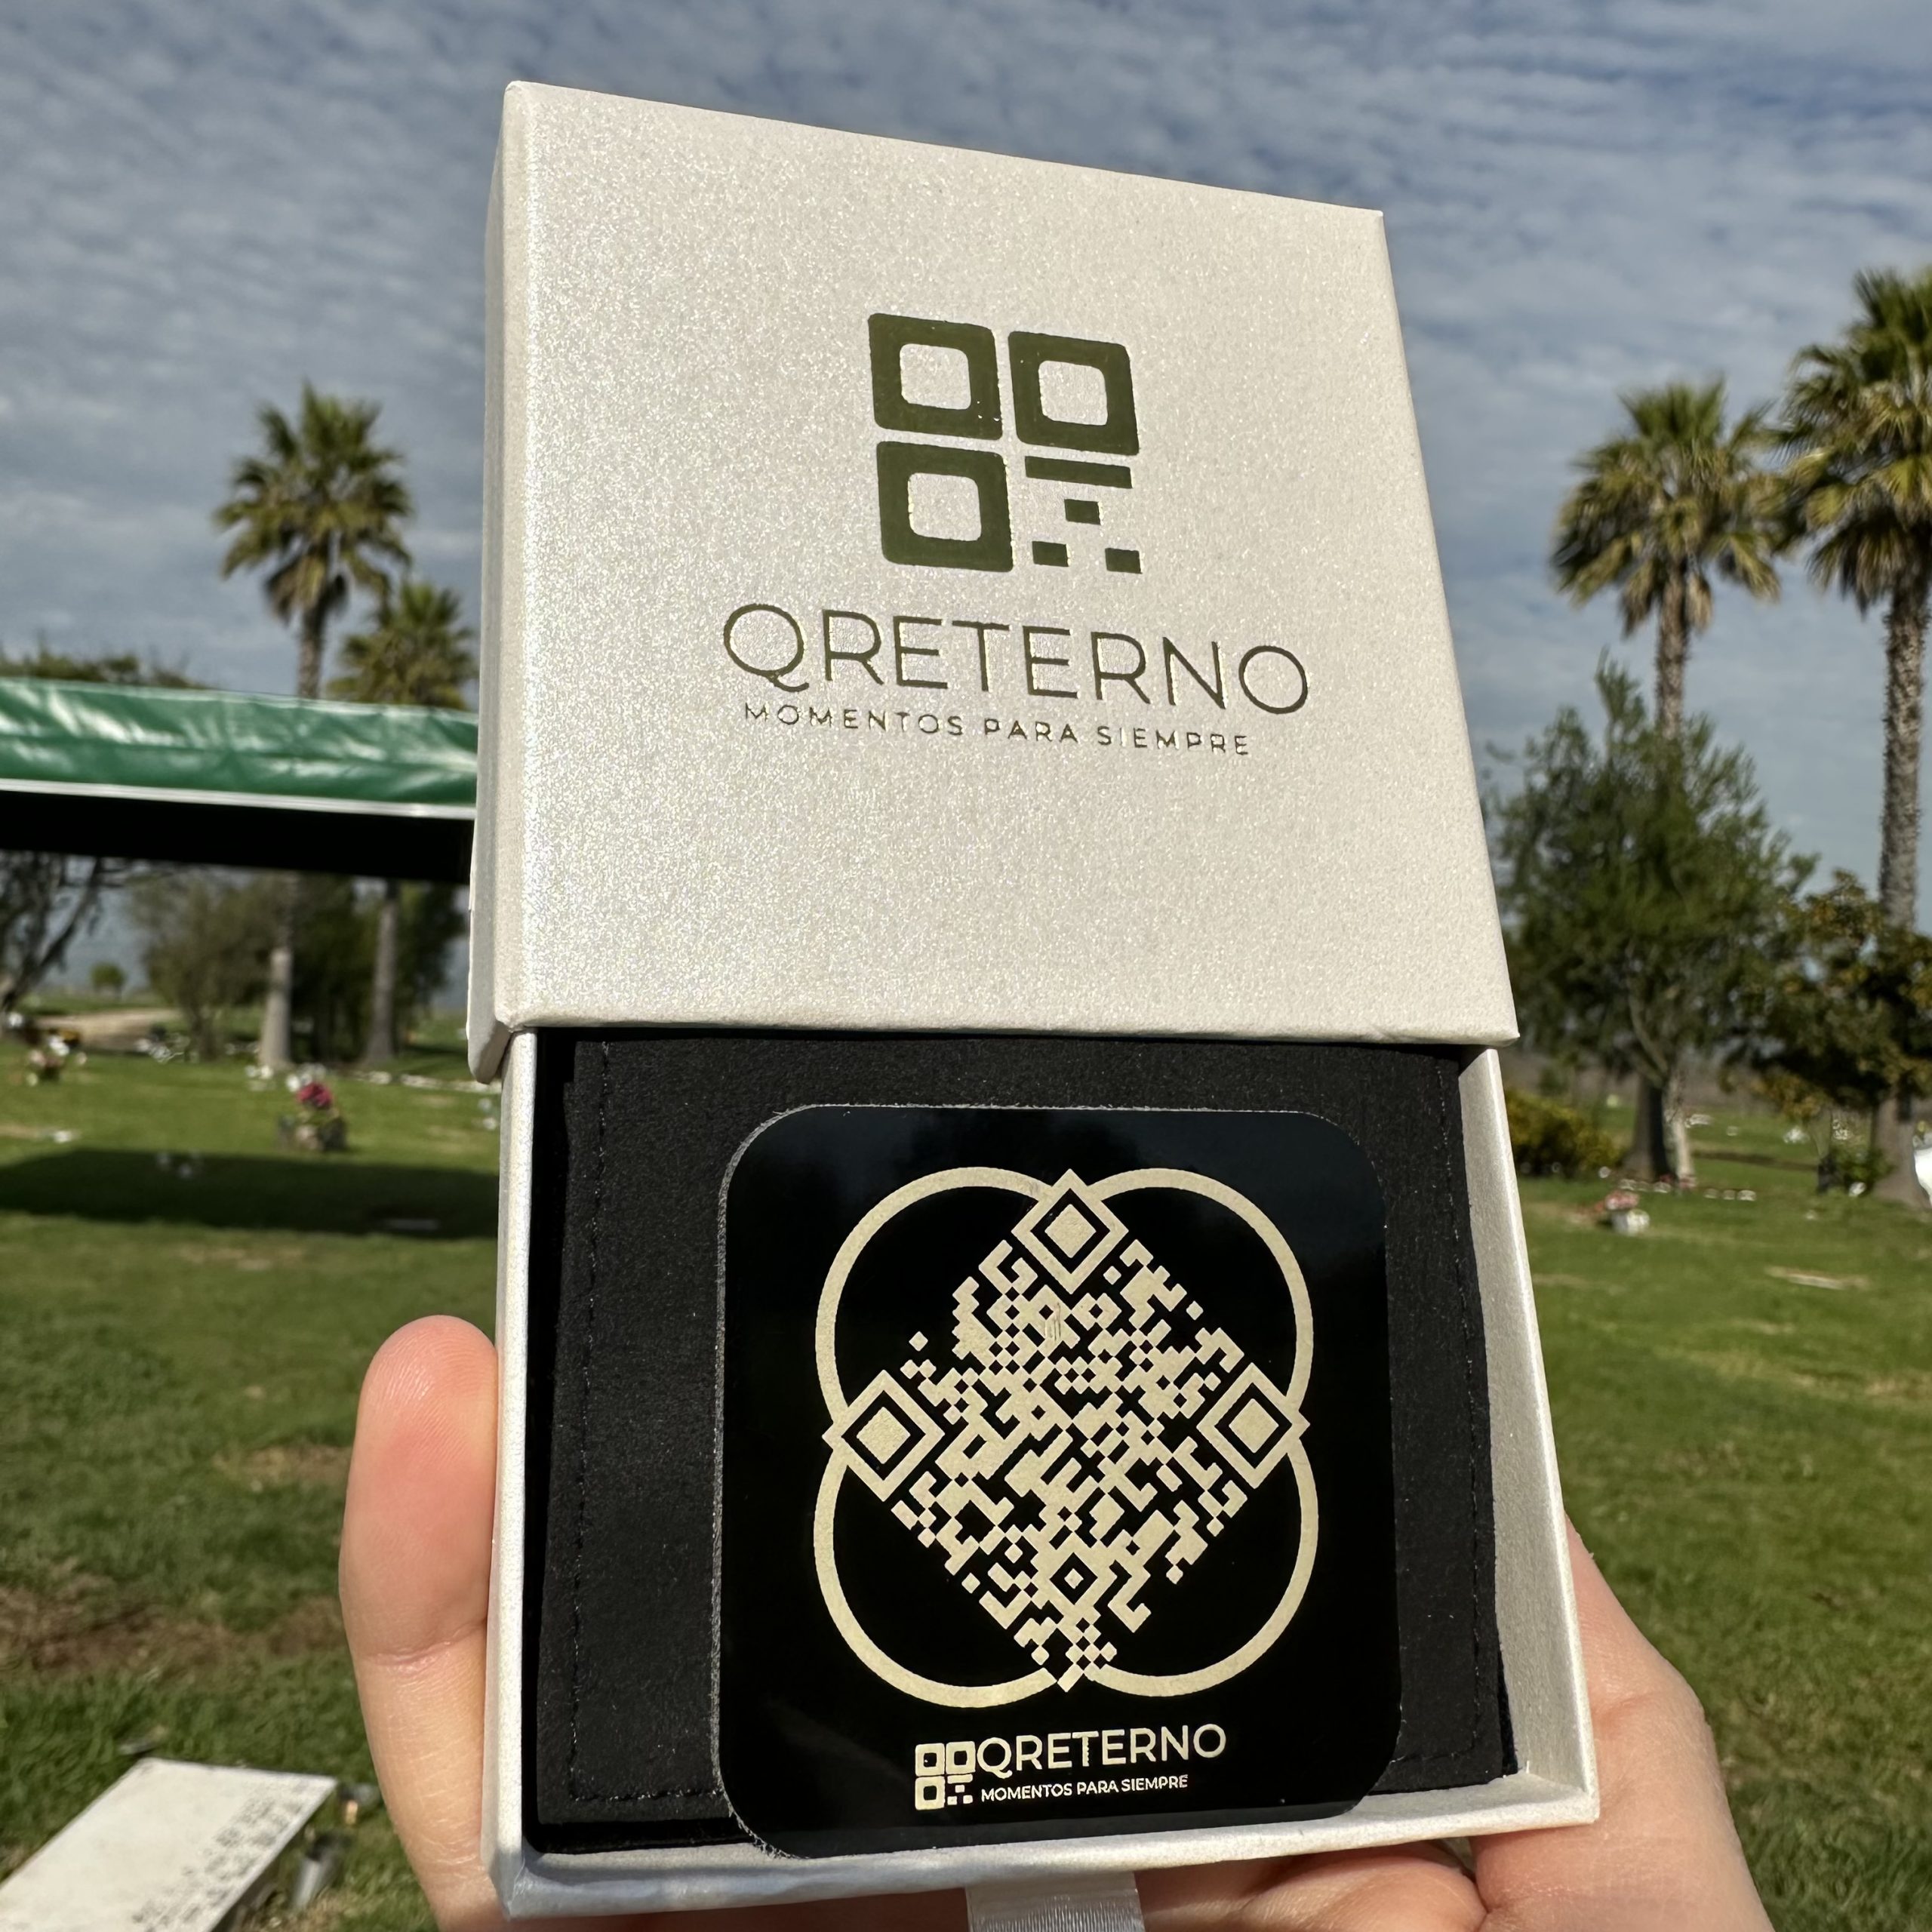 QRETERNO
MOMENTOS PARA SIEMPRE
QRETERNO
MOMENTOS PARA SIEMPRE